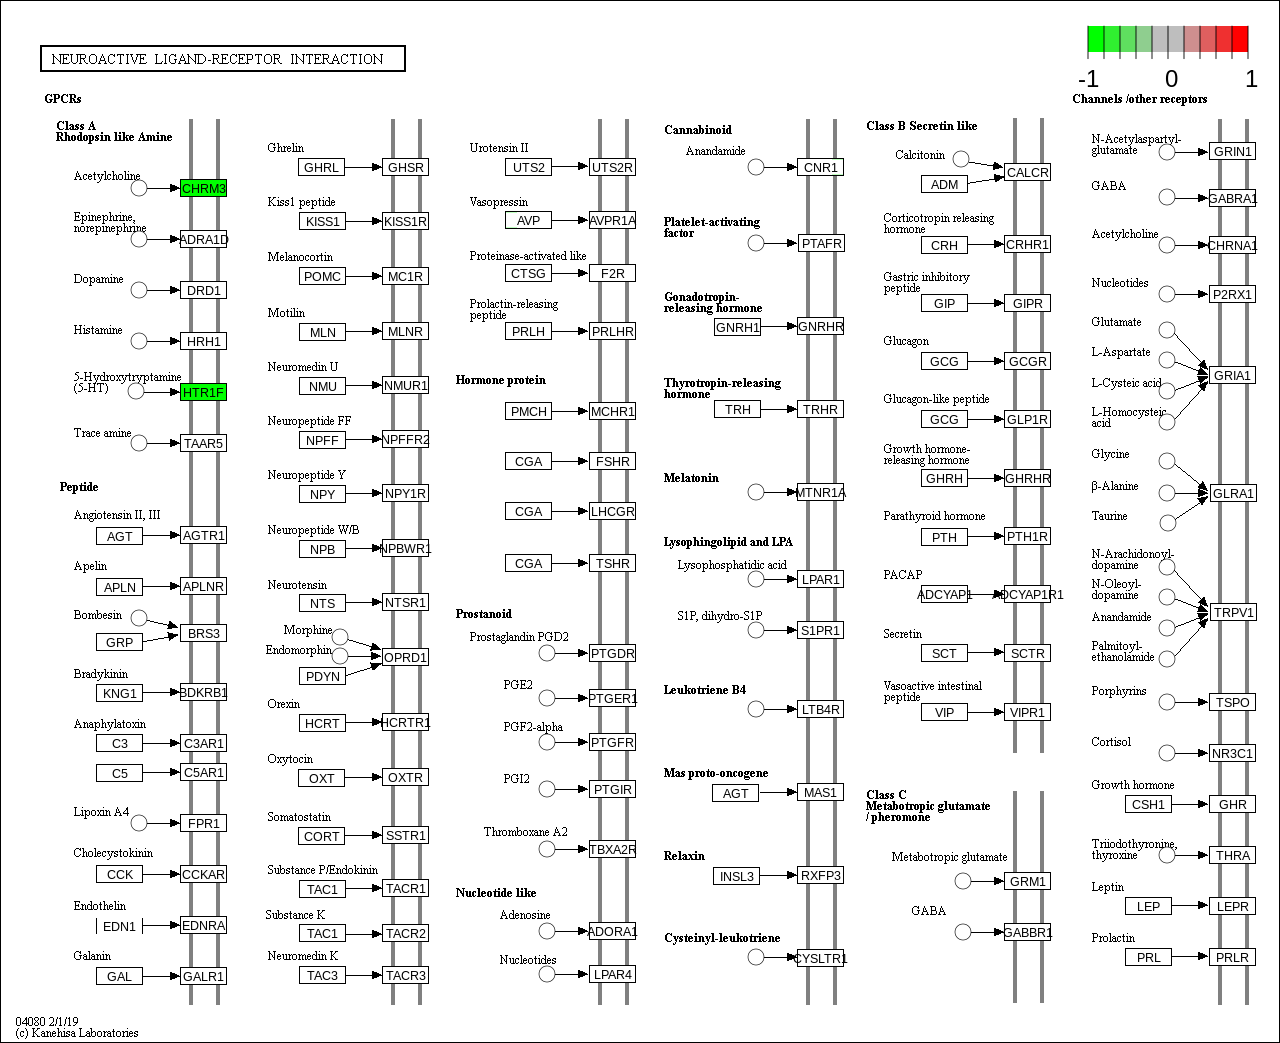 NEUROACTIVE LIGAND-RECEPTOR INTERACTION
-1 0 1
GPCRs
Class A
Rhodopsin like Amine
Acetylcholine
CHRM3
Epinephrine,
norepinephrine
ADRA1D
Dopamine
DRD1
Histamine
HRH1
5-Hydroxytryptamine
(5-HT)
HTR1F
Trace amine
TAAR5
Peptide
Angiotensin II, III
AGT AGTR1
Apelin
APLN APLNR
Bombesin
GRP BRS3
Bradykinin
KNG1 BDKRB1
Anaphylatoxin
C3 C3AR1
C5 C5AR1
Lipoxin A4
FPR1
Cholecystokinin
CCK CCKAR
Endothelin
EDN1 EDNRA
Galanin
GAL GALR1
Ghrelin
GHRL GHSR
Kiss1 peptide
KISS1 KISS1R
Melanocortin
POMC MC1R
Motilin
MLN MLNR
Neuromedin U
NMU NMUR1
Neuropeptide FF
NPFF NPFFR2
Neuropeptide Y
NPY NPY1R
Neuropeptide W/B
NPB NPBWR1
Neurotensin
NTS NTSR1
Morphine
Endomorphin
PDYN OPRD1
Orexin
HCRT HCRTR1
Oxytocin
OXT OXTR
Somatostatin
CORT SSTR1
Substance P/Endokinin
TAC1 TACR1
Substance K
TAC1 TACR2
Neuromedin K
TAC3 TACR3
Urotensin II
UTS2 UTS2R
Vasopressin
AVP AVPR1A
Proteinase-activated like
CTSG F2R
Prolactin-releasing
peptide
PRLH PRLHR
Hormone protein
PMCH MCHR1
CGA FSHR
CGA LHCGR
CGA TSHR
Prostanoid
Prostaglandin PGD2
PTGDR
PGE2
PTGER1
PGF2-alpha
PTGFR
PGI2
PTGIR
Thromboxane A2
TBXA2R
Nucleotide like
Adenosine
ADORA1
Nucleotides
LPAR4
Cannabinoid
Anandamide
CNR1
Platelet-activating
factor
PTAFR
Gonadotropin-
releasing hormone
GNRH1 GNRHR
Thyrotropin-releasing
hormone
TRH TRHR
Melatonin
MTNR1A
Lysophingolipid and LPA
Lysophosphatidic acid
LPAR1
S1P, dihydro-S1P
S1PR1
Leukotriene B4
LTB4R
Mas proto-oncogene
AGT MAS1
Relaxin
INSL3 RXFP3
Cysteinyl-leukotriene
CYSLTR1
Class B Secretin like
Calcitonin
ADM CALCR
Corticotropin releasing
hormone
CRH CRHR1
Gastric inhibitory
peptide
GIP GIPR
Glucagon
GCG GCGR
Glucagon-like peptide
GCG GLP1R
Growth hormone-
releasing hormone
GHRH GHRHR
Parathyroid hormone
PTH PTH1R
PACAP
ADCYAP1 ADCYAP1R1
Secretin
SCT SCTR
Vasoactive intestinal
peptide
VIP VIPR1
Class C
Metabotropic glutamate
/ pheromone
Metabotropic glutamate
GRM1
GABA
GABBR1
Channels /other receptors
N-Acetylaspartyl-
glutamate
GRIN1
GABA
GABRA1
Acetylcholine
CHRNA1
Nucleotides
P2RX1
Glutamate
L-Aspartate
GRIA1
L-Cysteic acid
L-Homocysteic
acid
Glycine
β-Alanine
GLRA1
Taurine
N-Arachidonoyl-
dopamine
N-Oleoyl-
dopamine
TRPV1
Anandamide
Palmitoyl-
ethanolamide
Porphyrins
TSPO
Cortisol
NR3C1
Growth hormone
CSH1 GHR
Triiodothyronine,
thyroxine
THRA
Leptin
LEP LEPR
Prolactin
PRL PRLR
04080 2/1/19
(c) Kanehisa Laboratories